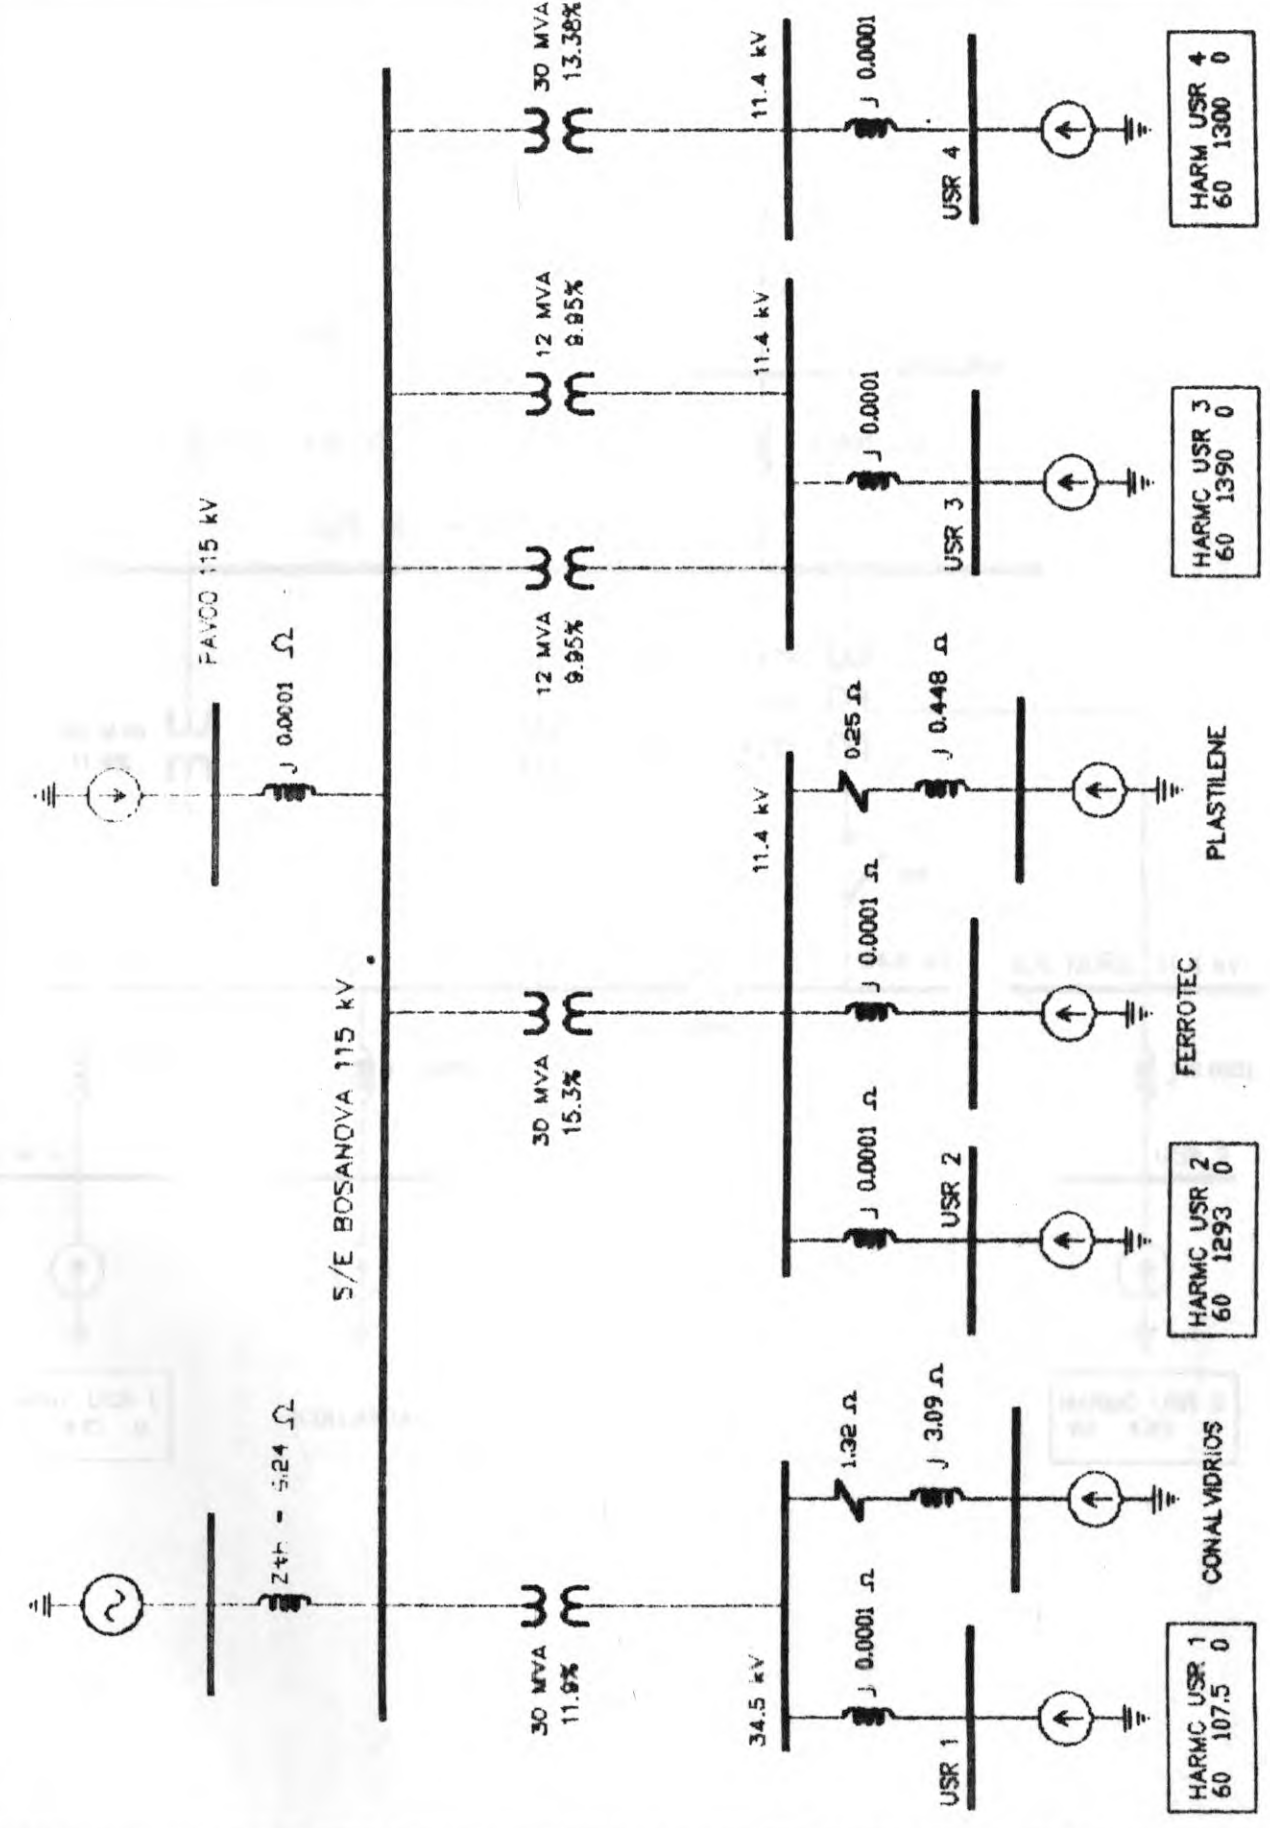 PAVCO 115 kV
J 0.0001 Ω
S/E BOSANOVA 115 kV
30 MVA
11.9%
30 MVA
15.3%
12 MVA
9.95%
12 MVA
9.95%
30 MVA
13.38%
34.5 kV
11.4 kV
11.4 kV
11.4 kV
J 0.0001 Ω
1.32 Ω
J 3.09 Ω
J 0.0001 Ω
J 0.0001 Ω
0.25 Ω
J 0.448 Ω
J 0.0001
J 0.0001
USR 1
USR 2
USR 3
USR 4
CONALVIDRIOS
FERROTEC
PLASTILENE
HARMC USR 1
60 107.5 0
HARMC USR 2
60 1293 0
HARMC USR 3
60 1390 0
HARM USR 4
60 1300 0